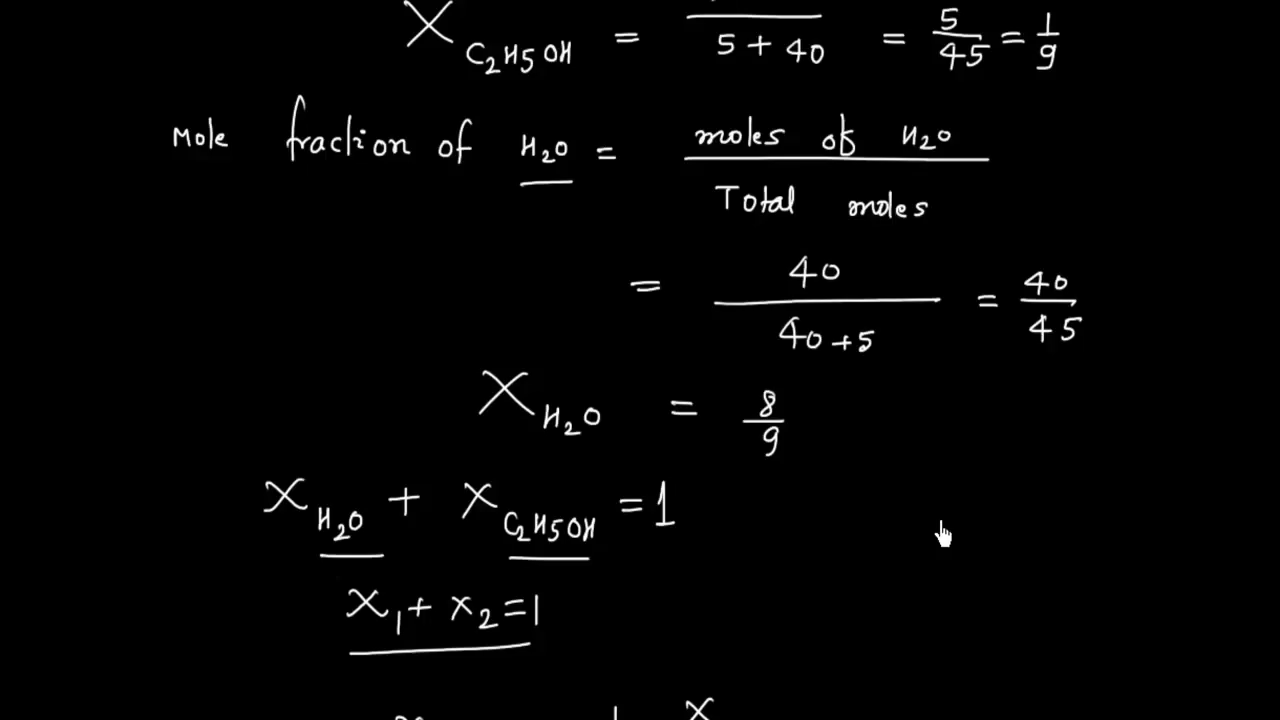 X C₂H₅OH = ――― / 5 + 40 = 5/45 = 1/9
Mole fraction of H₂O = moles of H₂O / Total moles
= 40 / 40+5 = 40/45
X H₂O = 8/9
x H₂O + x C₂H₅OH = 1
x₁ + x₂ = 1